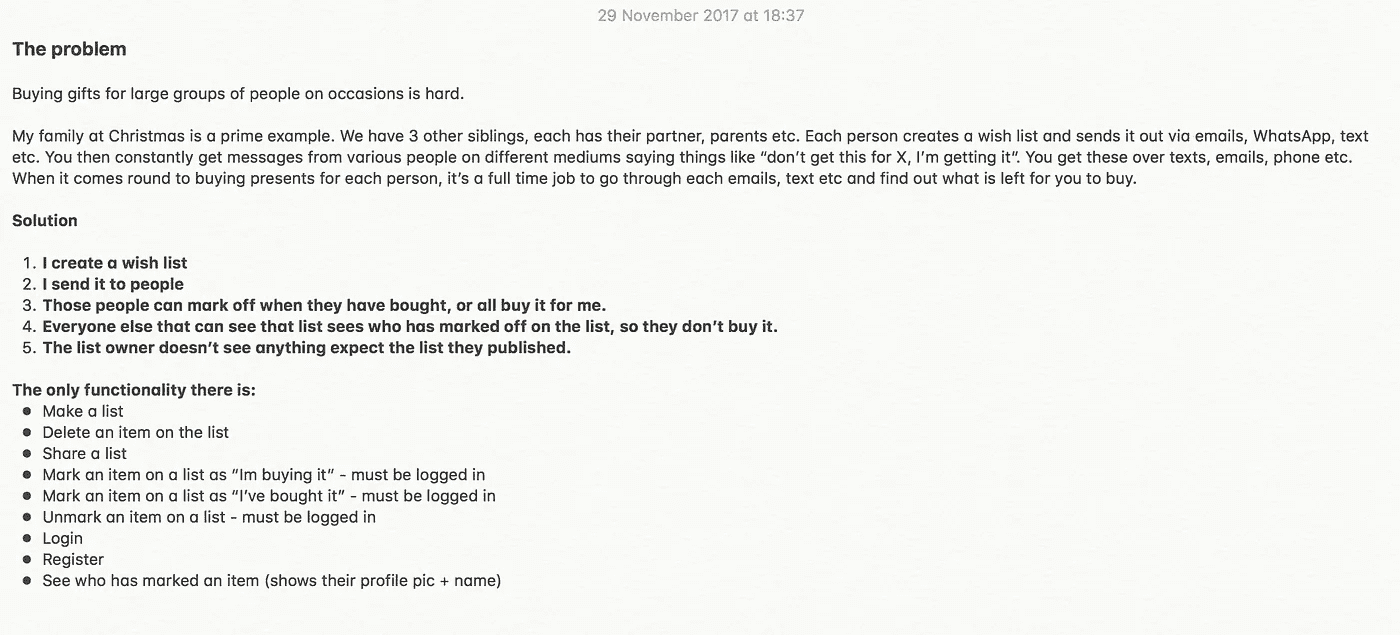 29 November 2017 at 18:37
The problem
Buying gifts for large groups of people on occasions is hard.
My family at Christmas is a prime example. We have 3 other siblings, each has their partner, parents etc. Each person creates a wish list and sends it out via emails, WhatsApp, text
etc. You then constantly get messages from various people on different mediums saying things like “don’t get this for X, I’m getting it”. You get these over texts, emails, phone etc.
When it comes round to buying presents for each person, it’s a full time job to go through each emails, text etc and find out what is left for you to buy.
Solution
1. I create a wish list
2. I send it to people
3. Those people can mark off when they have bought, or all buy it for me.
4. Everyone else that can see that list sees who has marked off on the list, so they don’t buy it.
5. The list owner doesn’t see anything expect the list they published.
The only functionality there is:
● Make a list
● Delete an item on the list
● Share a list
● Mark an item on a list as “Im buying it” - must be logged in
● Mark an item on a list as “I’ve bought it” - must be logged in
● Unmark an item on a list - must be logged in
● Login
● Register
● See who has marked an item (shows their profile pic + name)